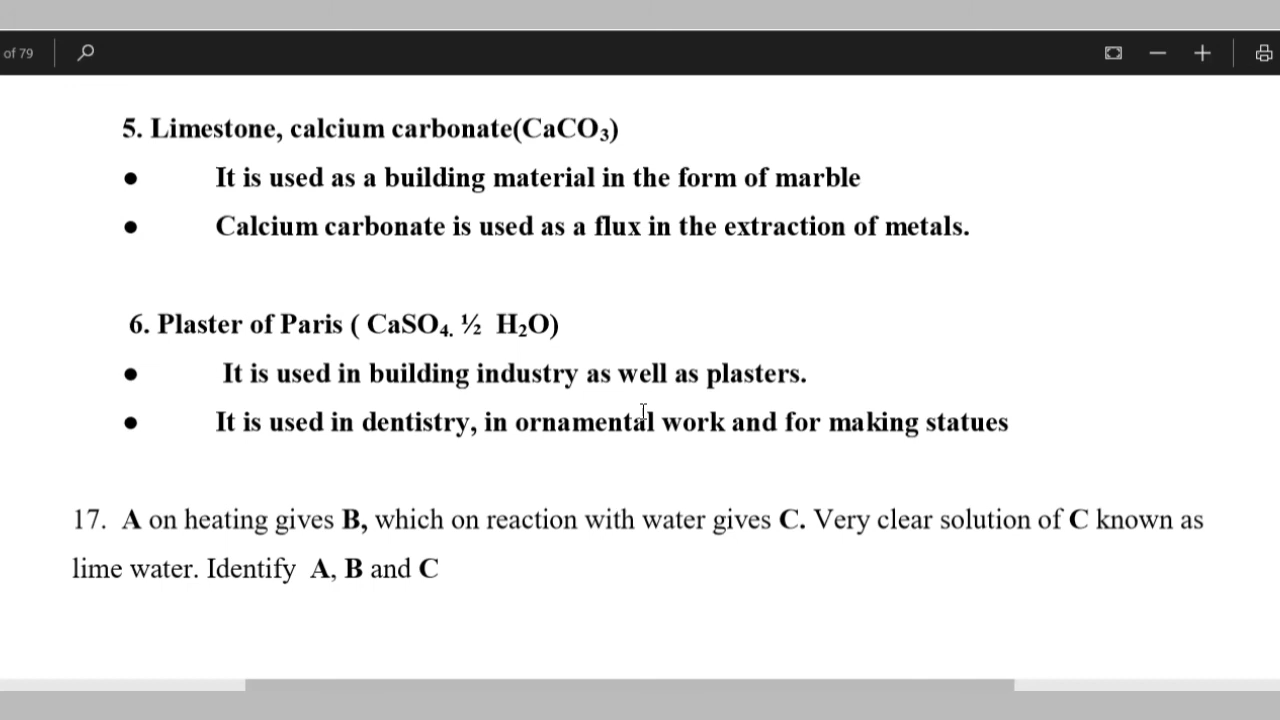 of 79
5. Limestone, calcium carbonate(CaCO₃)
● It is used as a building material in the form of marble
● Calcium carbonate is used as a flux in the extraction of metals.
6. Plaster of Paris ( CaSO₄. ½ H₂O)
● It is used in building industry as well as plasters.
● It is used in dentistry, in ornamental work and for making statues
17. A on heating gives B, which on reaction with water gives C. Very clear solution of C known as
lime water. Identify A, B and C